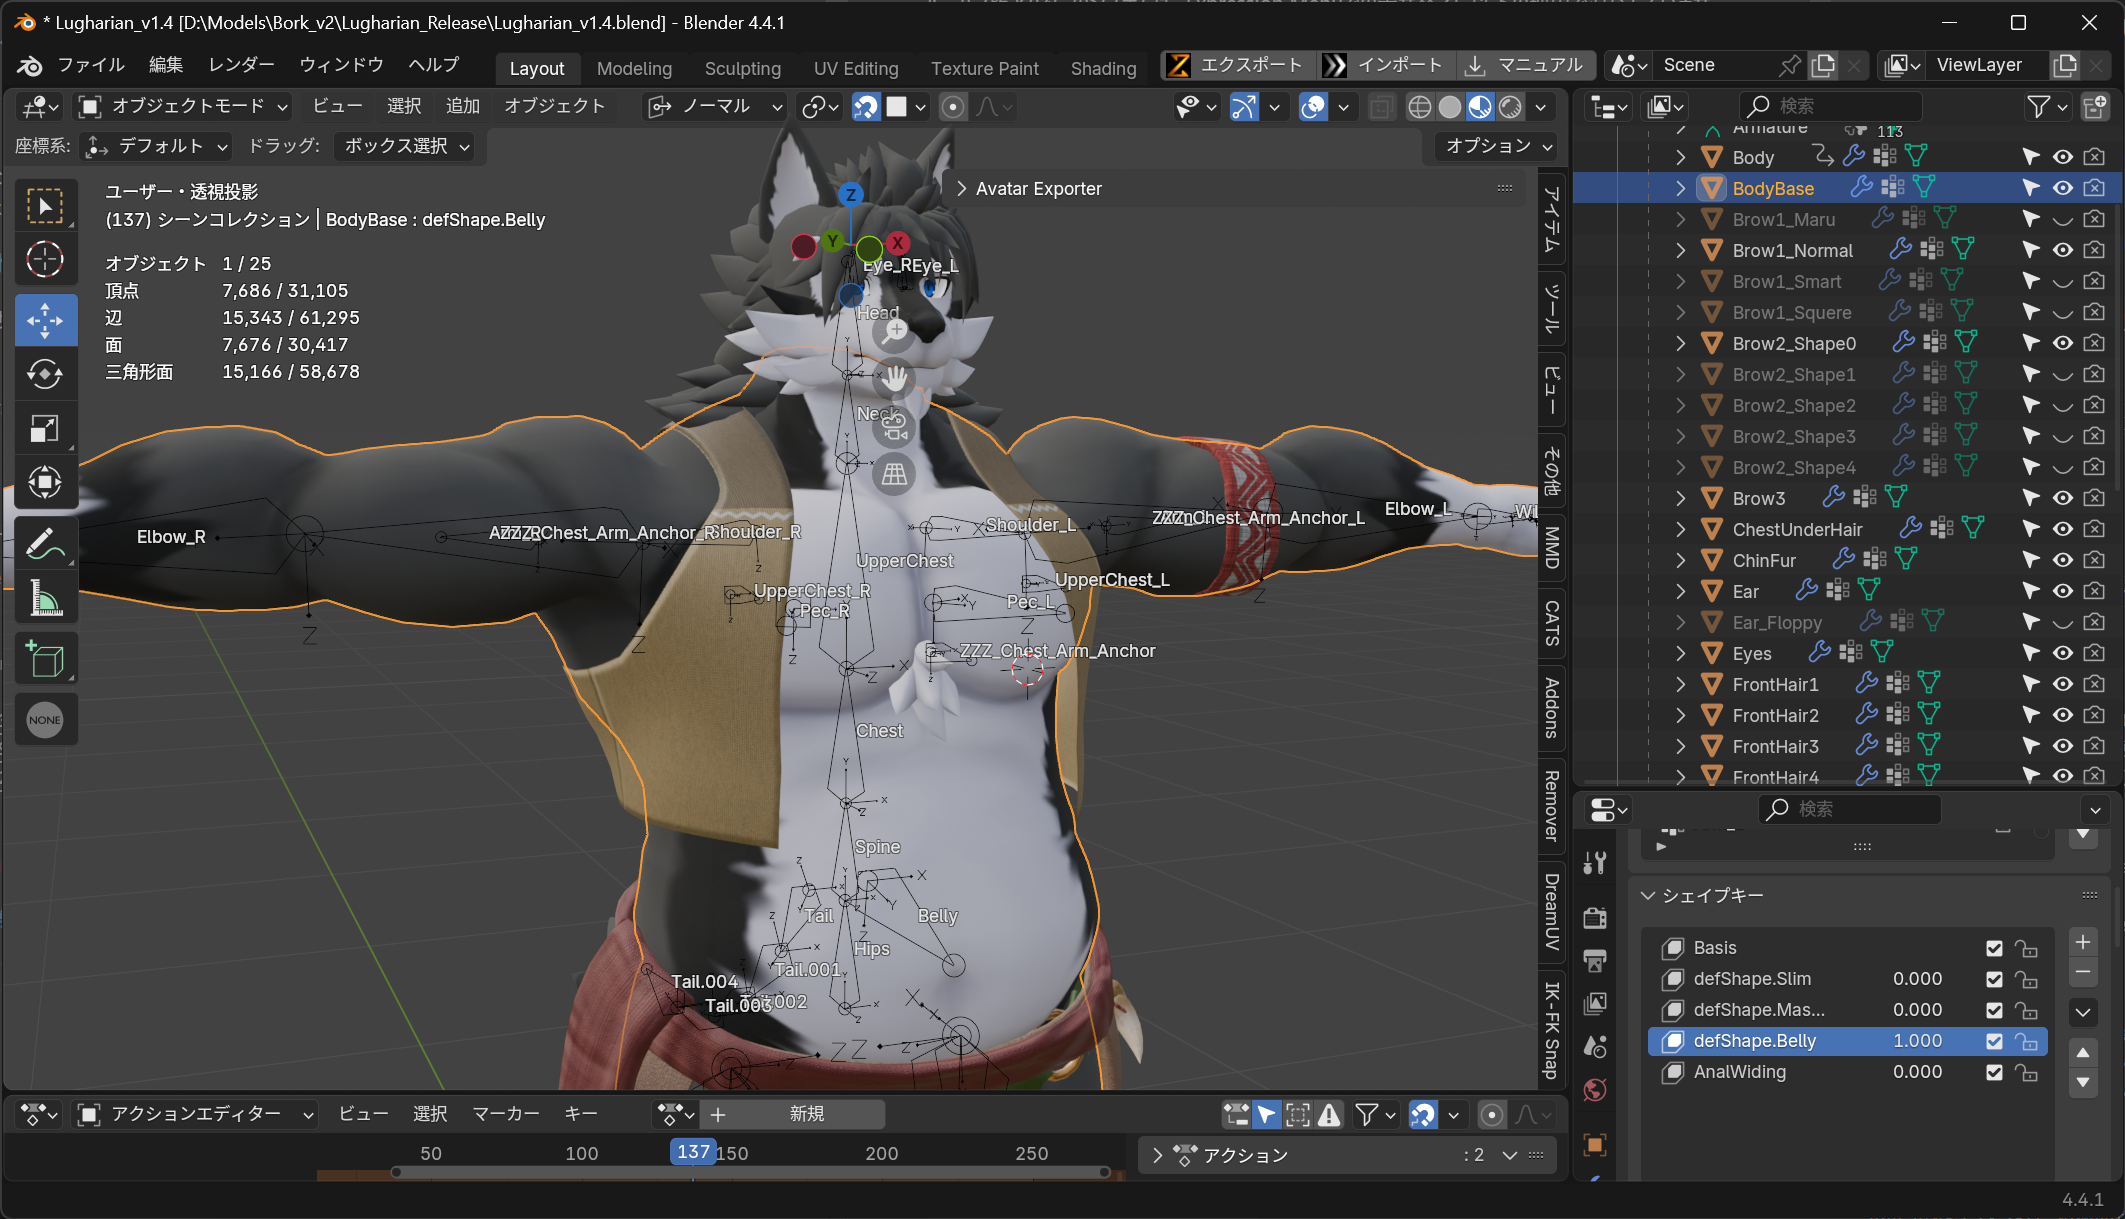 * Lugharian_v1.4 [D:\Models\Bork_v2\Lugharian_Release\Lugharian_v1.4.blend] - Blender 4.4.1
ファイル 編集 レンダー ウィンドウ ヘルプ Layout Modeling Sculpting UV Editing Texture Paint Shading エクスポート インポート マニュアル Scene ViewLayer
オブジェクトモード ビュー 選択 追加 オブジェクト ノーマル 検索
座標系: デフォルト ドラッグ: ボックス選択 オプション
ユーザー・透視投影
(137) シーンコレクション | BodyBase : defShape.Belly
オブジェクト 1 / 25
頂点 7,686 / 31,105
辺 15,343 / 61,295
面 7,676 / 30,417
三角形面 15,166 / 58,678
Avatar Exporter
Z
Y
X
Eye_R
Eye_L
Head
Neck
Elbow_R
Shoulder_R
Shoulder_L
ZZZ_Chest_Arm_Anchor_L
Elbow_L
UpperChest
UpperChest_L
UpperChest_R
Pec_R
Pec_L
ZZZ_Chest_Arm_Anchor
Chest
Spine
Tail
Belly
Hips
Tail.001
Tail.004
Tail.003
NONE
アイテム
ツール
ビュー
その他
MMD
CATS
Addons
Remover
DreamUV
IK-FK Snap
Armature 113
Body
BodyBase
Brow1_Maru
Brow1_Normal
Brow1_Smart
Brow1_Squere
Brow2_Shape0
Brow2_Shape1
Brow2_Shape2
Brow2_Shape3
Brow2_Shape4
Brow3
ChestUnderHair
ChinFur
Ear
Ear_Floppy
Eyes
FrontHair1
FrontHair2
FrontHair3
FrontHair4
検索
シェイプキー
Basis
defShape.Slim 0.000
defShape.Mas... 0.000
defShape.Belly 1.000
AnalWiding 0.000
アクションエディター ビュー 選択 マーカー キー 新規
50 100 137 150 200 250
アクション : 2
4.4.1